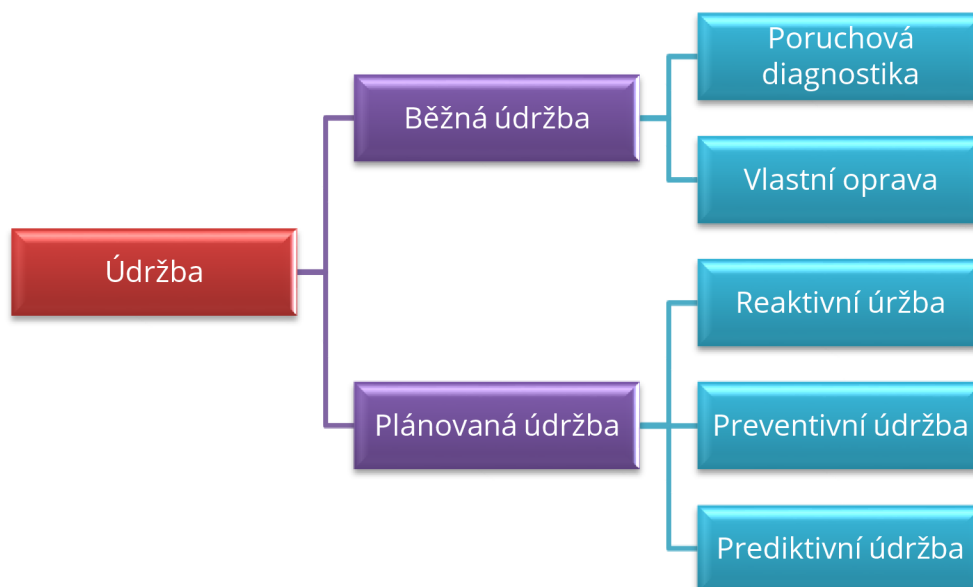 Poruchová
diagnostika
Běžná údržba
Vlastní oprava
Údržba
Reaktivní úržba
Plánovaná údržba
Preventivní údržba
Prediktivní údržba